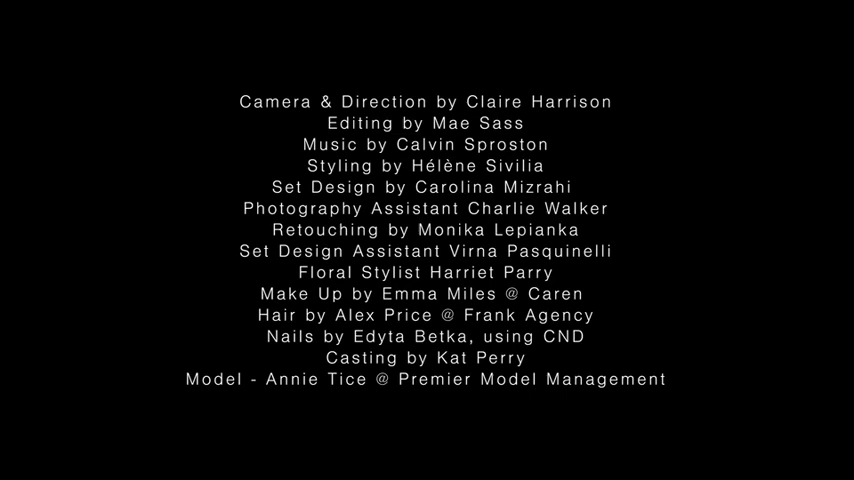 Camera & Direction by Claire Harrison
Editing by Mae Sass
Music by Calvin Sproston
Styling by Hélène Sivilia
Set Design by Carolina Mizrahi
Photography Assistant Charlie Walker
Retouching by Monika Lepianka
Set Design Assistant Virna Pasquinelli
Floral Stylist Harriet Parry
Make Up by Emma Miles @ Caren
Hair by Alex Price @ Frank Agency
Nails by Edyta Betka, using CND
Casting by Kat Perry
Model - Annie Tice @ Premier Model Management